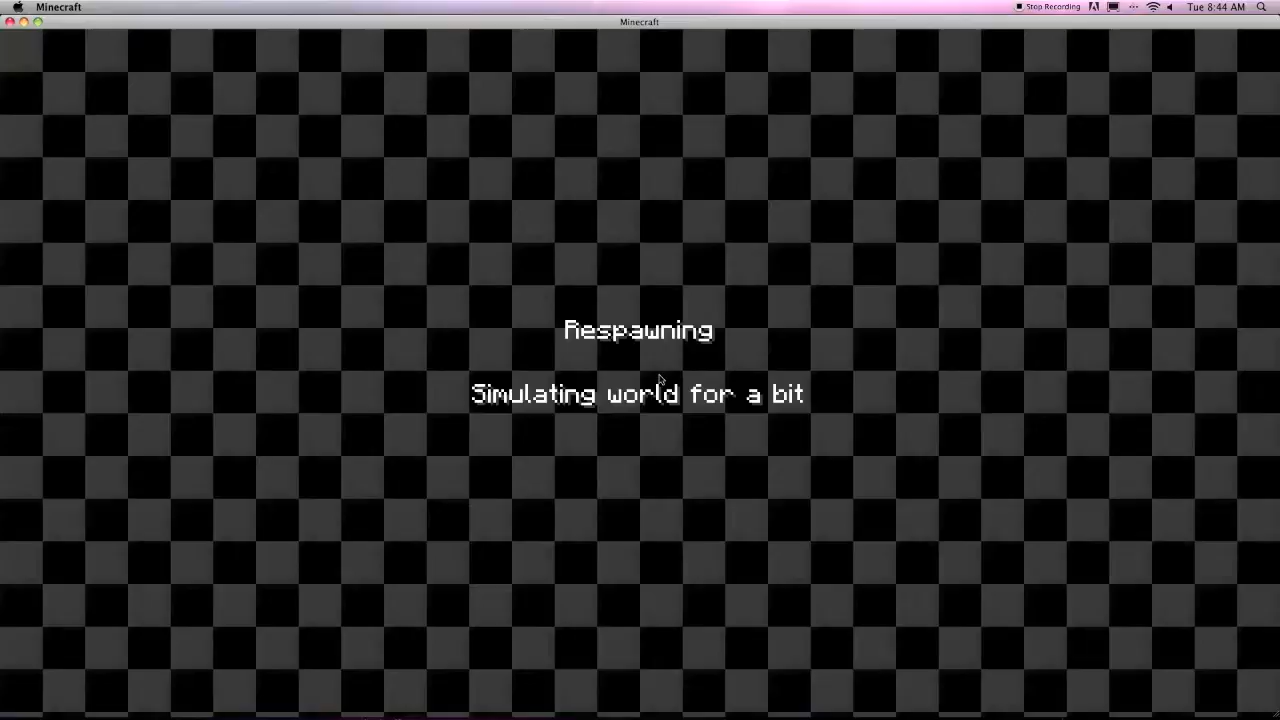 Minecraft
Stop Recording
Tue 8:44 AM
Minecraft
Respawning
Simulating world for a bit